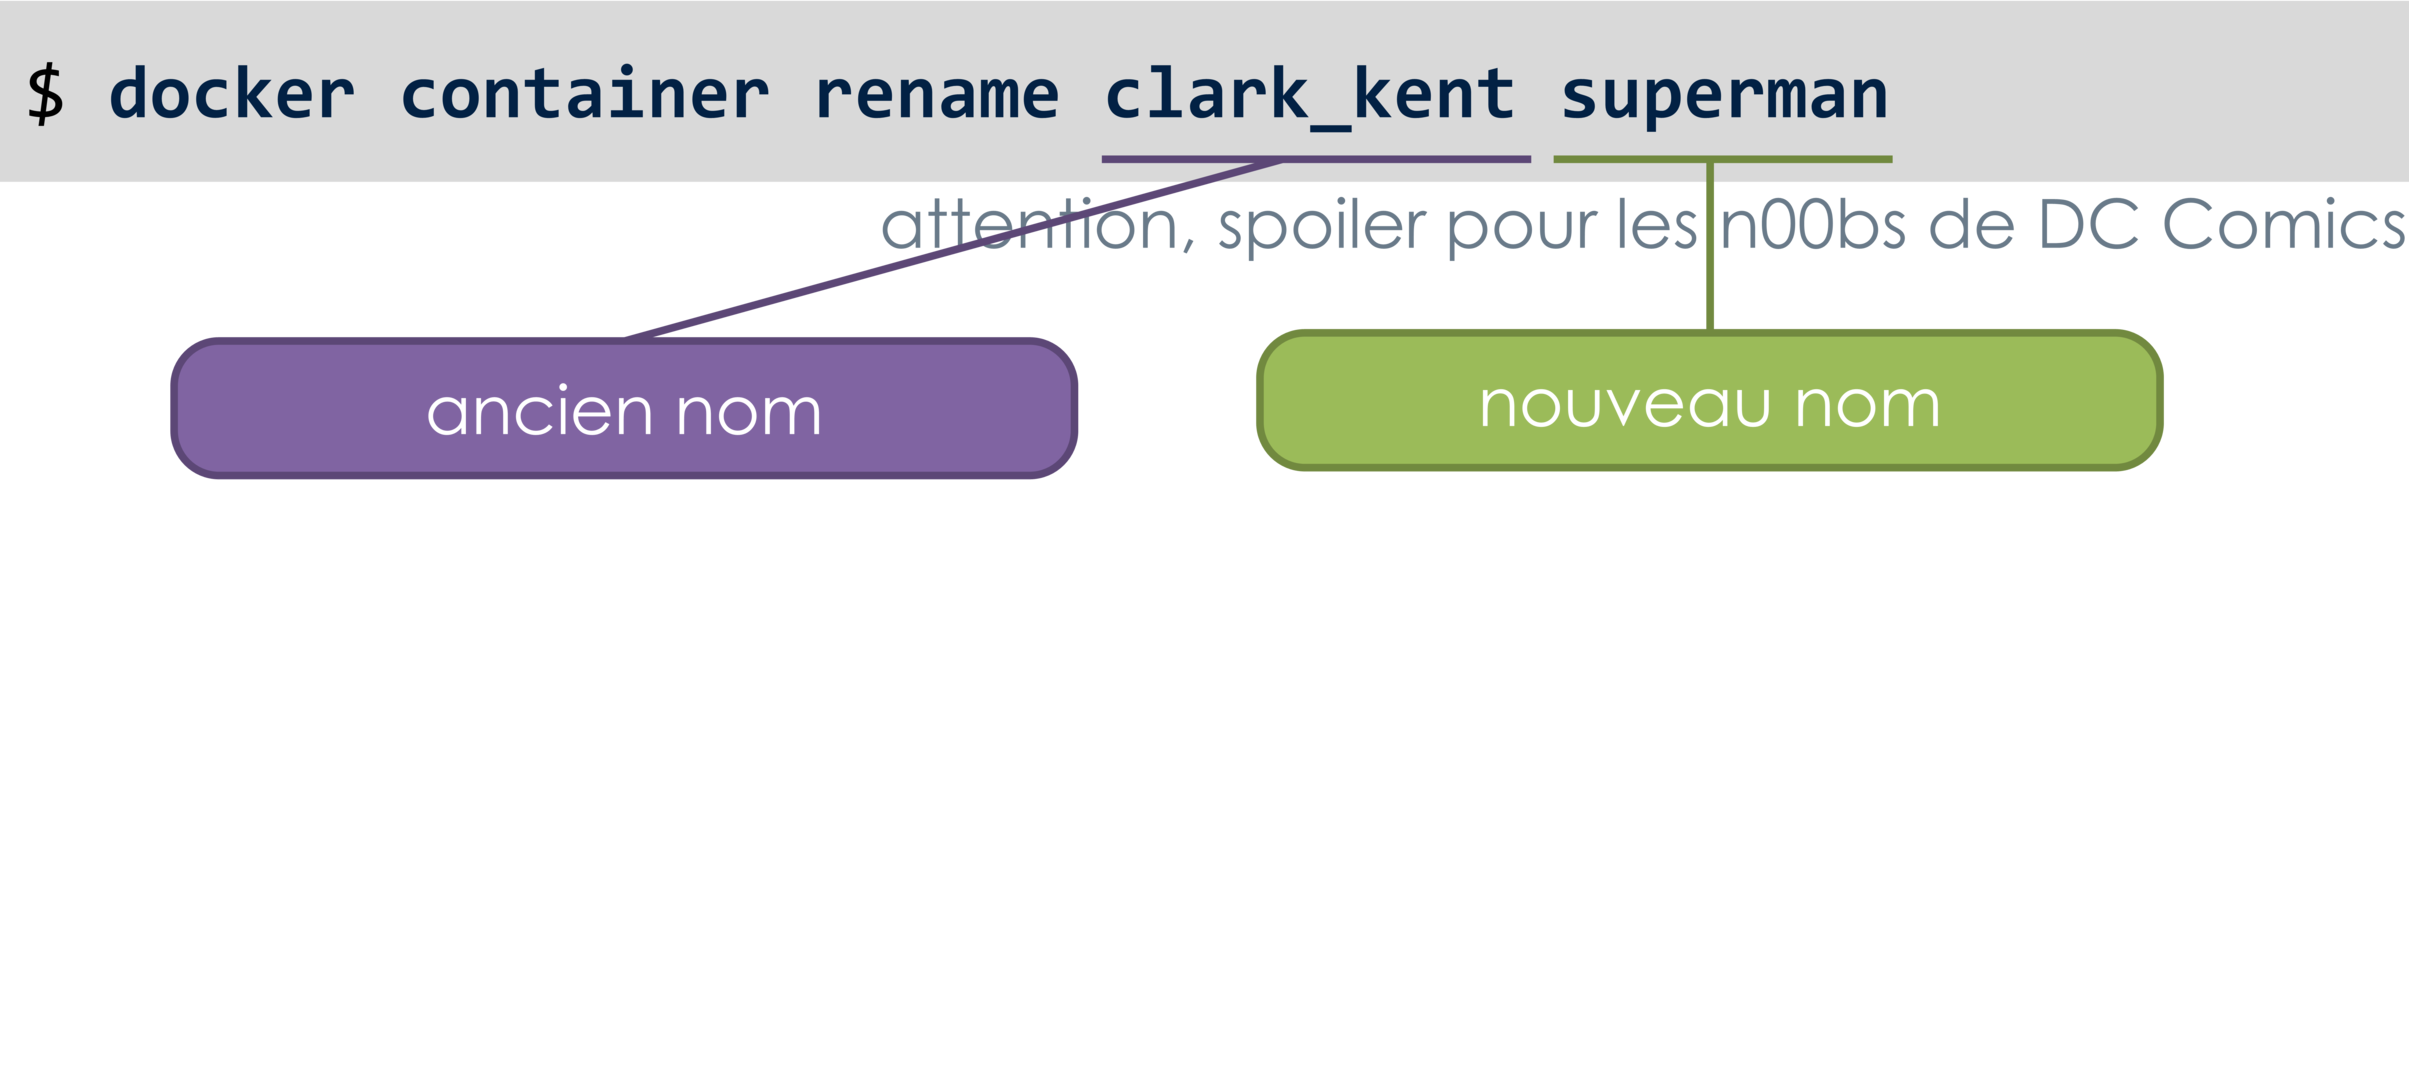 $ docker container rename clark_kent superman
attention, spoiler pour les n00bs de DC Comics
ancien nom
nouveau nom